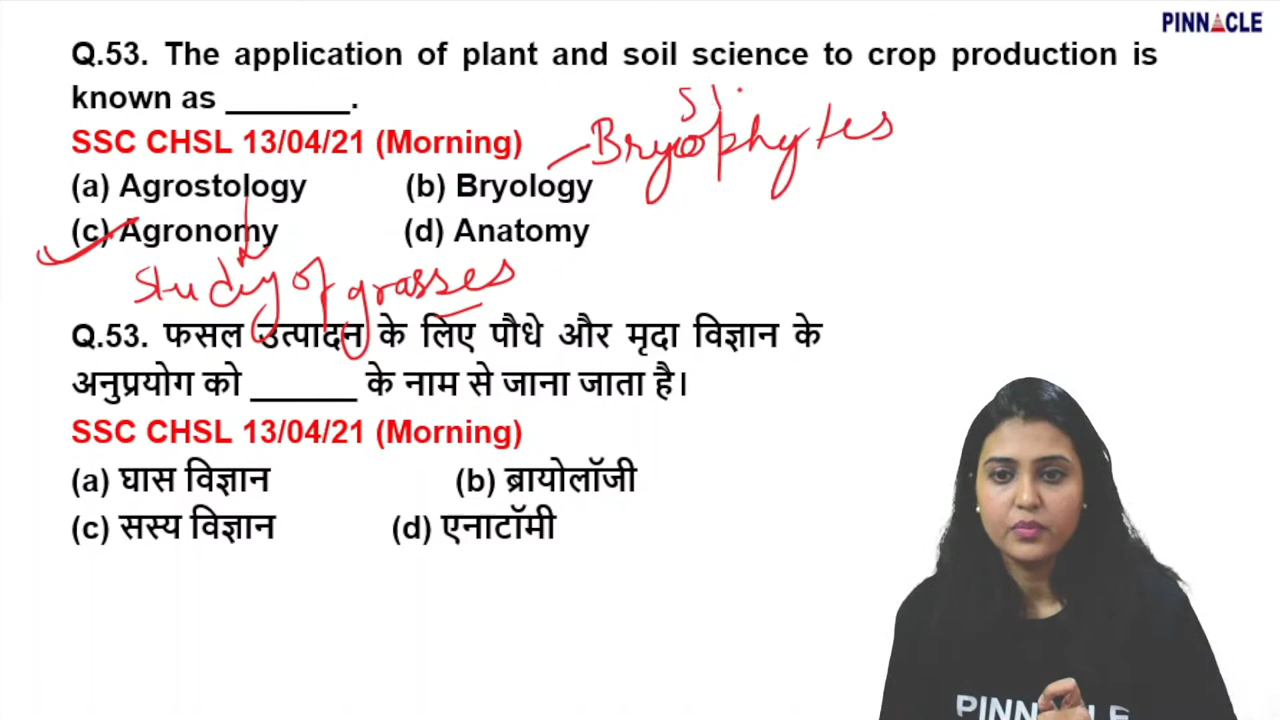 PINNACLE
Q.53. The application of plant and soil science to crop production is
known as _______.
SSC CHSL 13/04/21 (Morning)
Bryophytes
(a) Agrostology (b) Bryology
(c) Agronomy (d) Anatomy
Study of grasses
Q.53. फसल उत्पादन के लिए पौधे और मृदा विज्ञान के
अनुप्रयोग को ______ के नाम से जाना जाता है।
SSC CHSL 13/04/21 (Morning)
(a) घास विज्ञान (b) ब्रायोलॉजी
(c) सस्य विज्ञान (d) एनाटॉमी